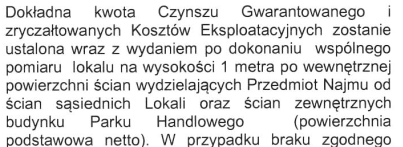 Dokładna kwota Czynszu Gwarantowanego i
zryczałtowanych Kosztów Eksploatacyjnych zostanie
ustalona wraz z wydaniem po dokonaniu wspólnego
pomiaru lokalu na wysokości 1 metra po wewnętrznej
powierzchni ścian wydzielających Przedmiot Najmu od
ścian sąsiednich Lokali oraz ścian zewnętrznych
budynku Parku Handlowego (powierzchnia
podstawowa netto). W przypadku braku zgodnego